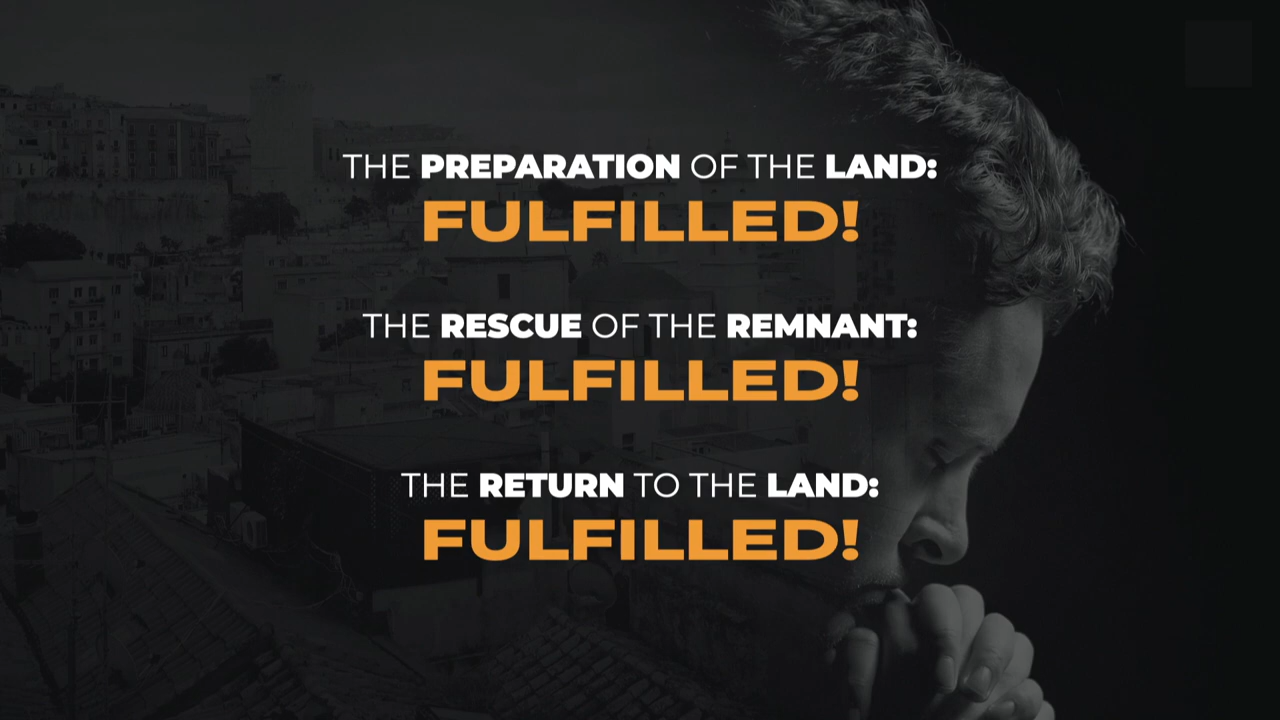 THE PREPARATION OF THE LAND:
FULFILLED!
THE RESCUE OF THE REMNANT:
FULFILLED!
THE RETURN TO THE LAND:
FULFILLED!